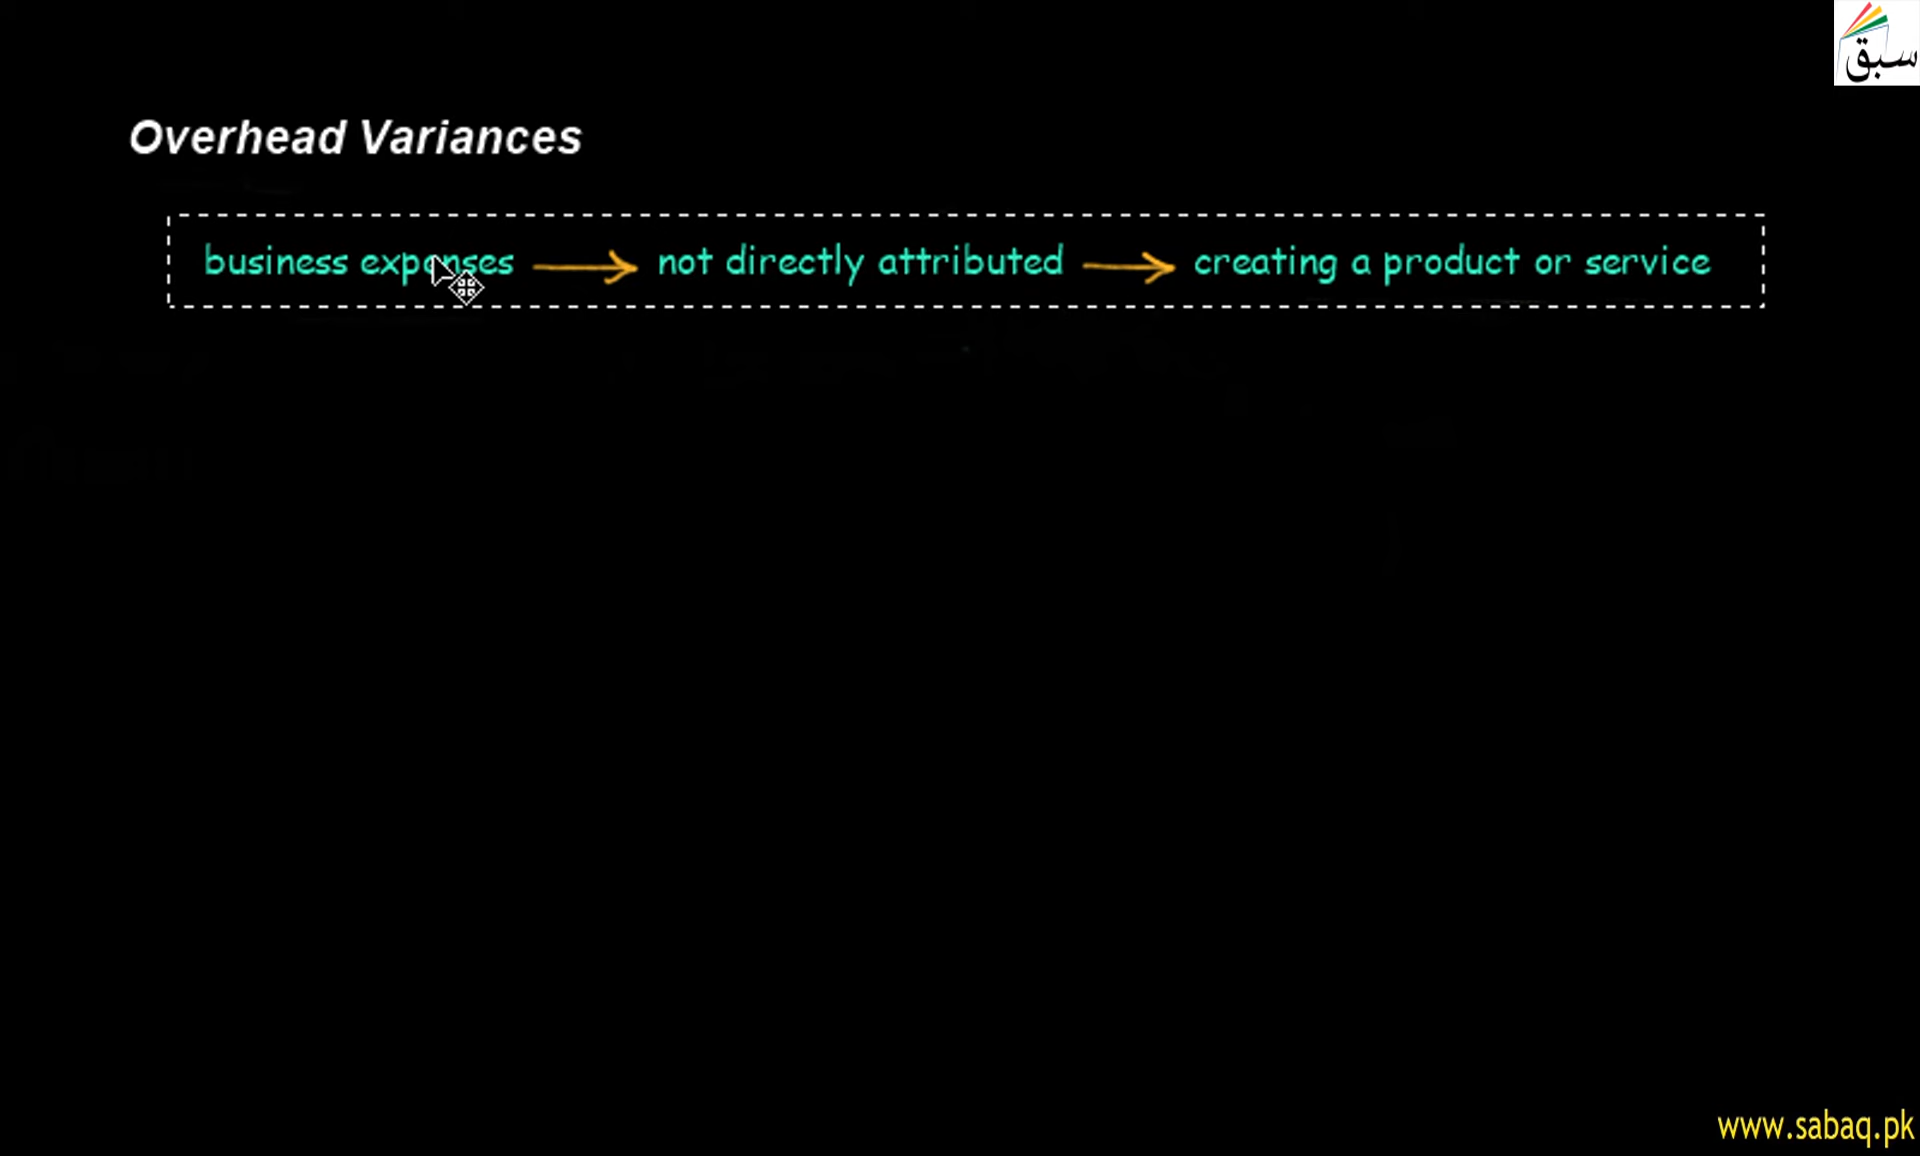 سبق
Overhead Variances
business expenses → not directly attributed → creating a product or service
www.sabaq.pk